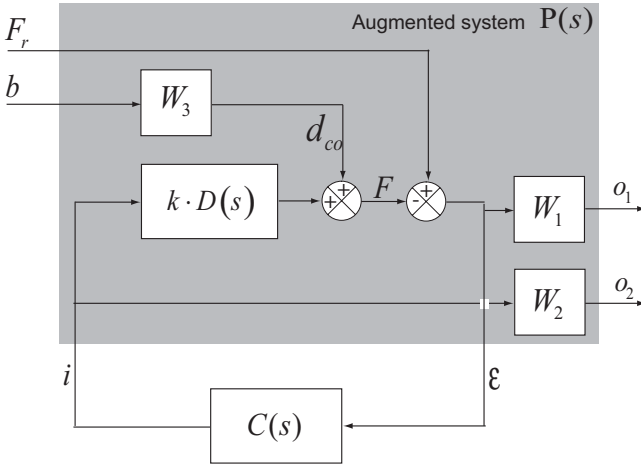 Augmented system P(s)
F_r
b
W_3
d_co
+
+
k · D(s)
F
+
-
W_1
o_1
W_2
o_2
i
ε
C(s)